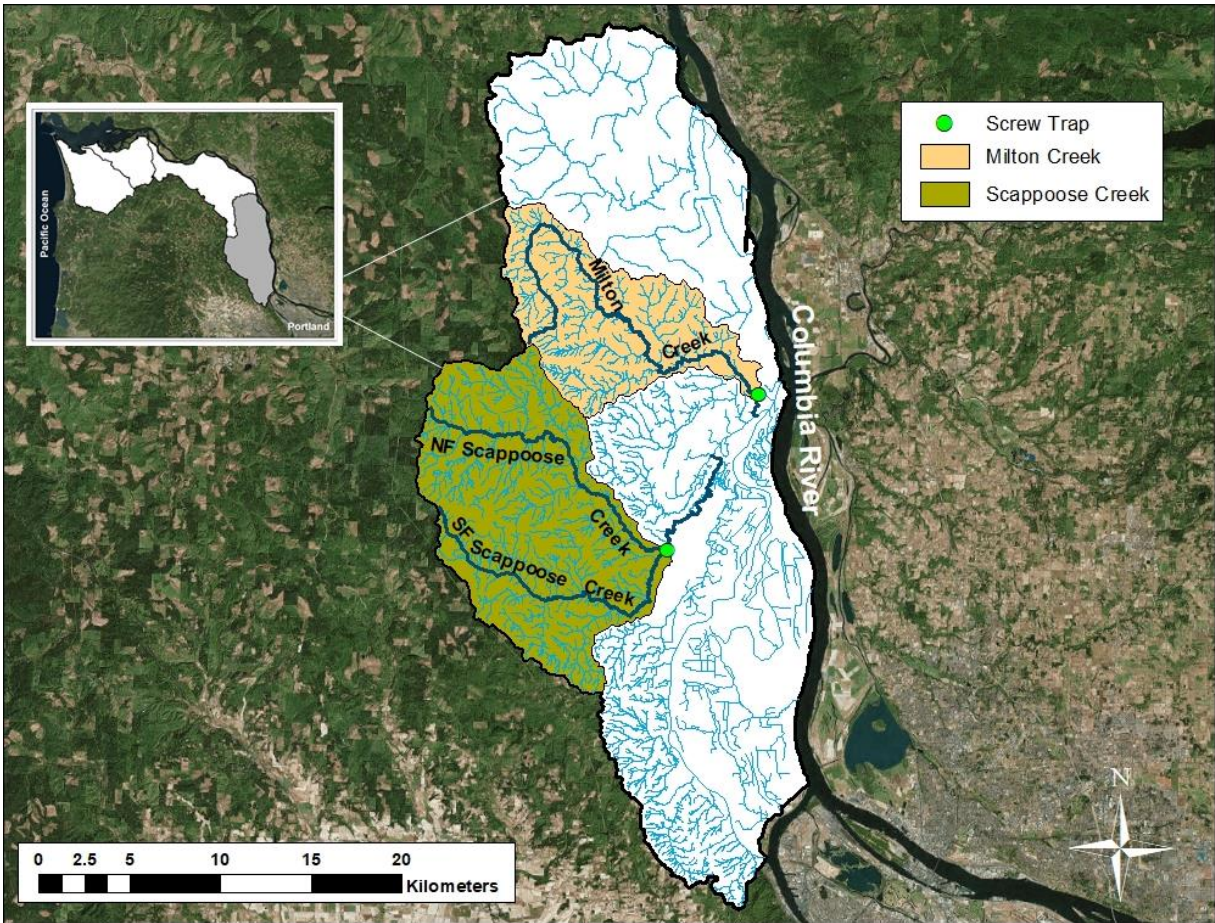 Screw Trap
Milton Creek
Scappoose Creek
Pacific Ocean
Portland
Milton
Creek
Columbia River
NF Scappoose
Creek
SF Scappoose
Creek
N
0 2.5 5 10 15 20
Kilometers